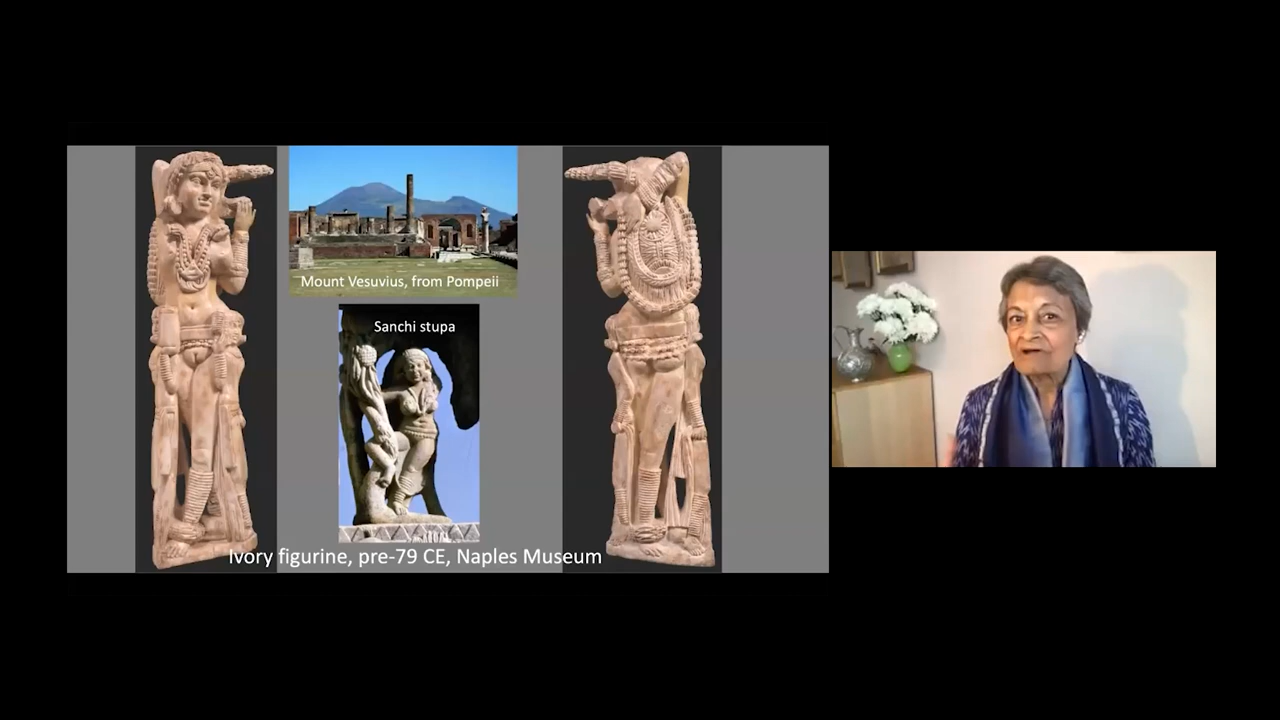 Mount Vesuvius, from Pompeii
Sanchi stupa
Ivory figurine, pre-79 CE, Naples Museum